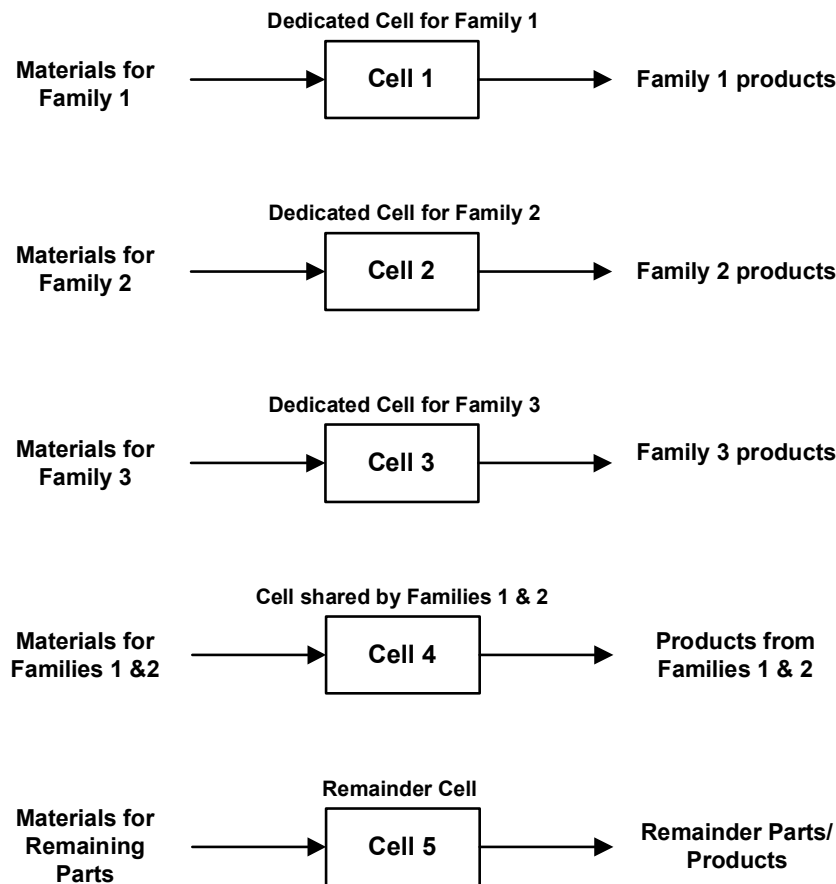 Dedicated Cell for Family 1
Materials for
Family 1
Cell 1
Family 1 products
Dedicated Cell for Family 2
Materials for
Family 2
Cell 2
Family 2 products
Dedicated Cell for Family 3
Materials for
Family 3
Cell 3
Family 3 products
Cell shared by Families 1 & 2
Materials for
Families 1 &2
Cell 4
Products from
Families 1 & 2
Remainder Cell
Materials for
Remaining
Parts
Cell 5
Remainder Parts/
Products